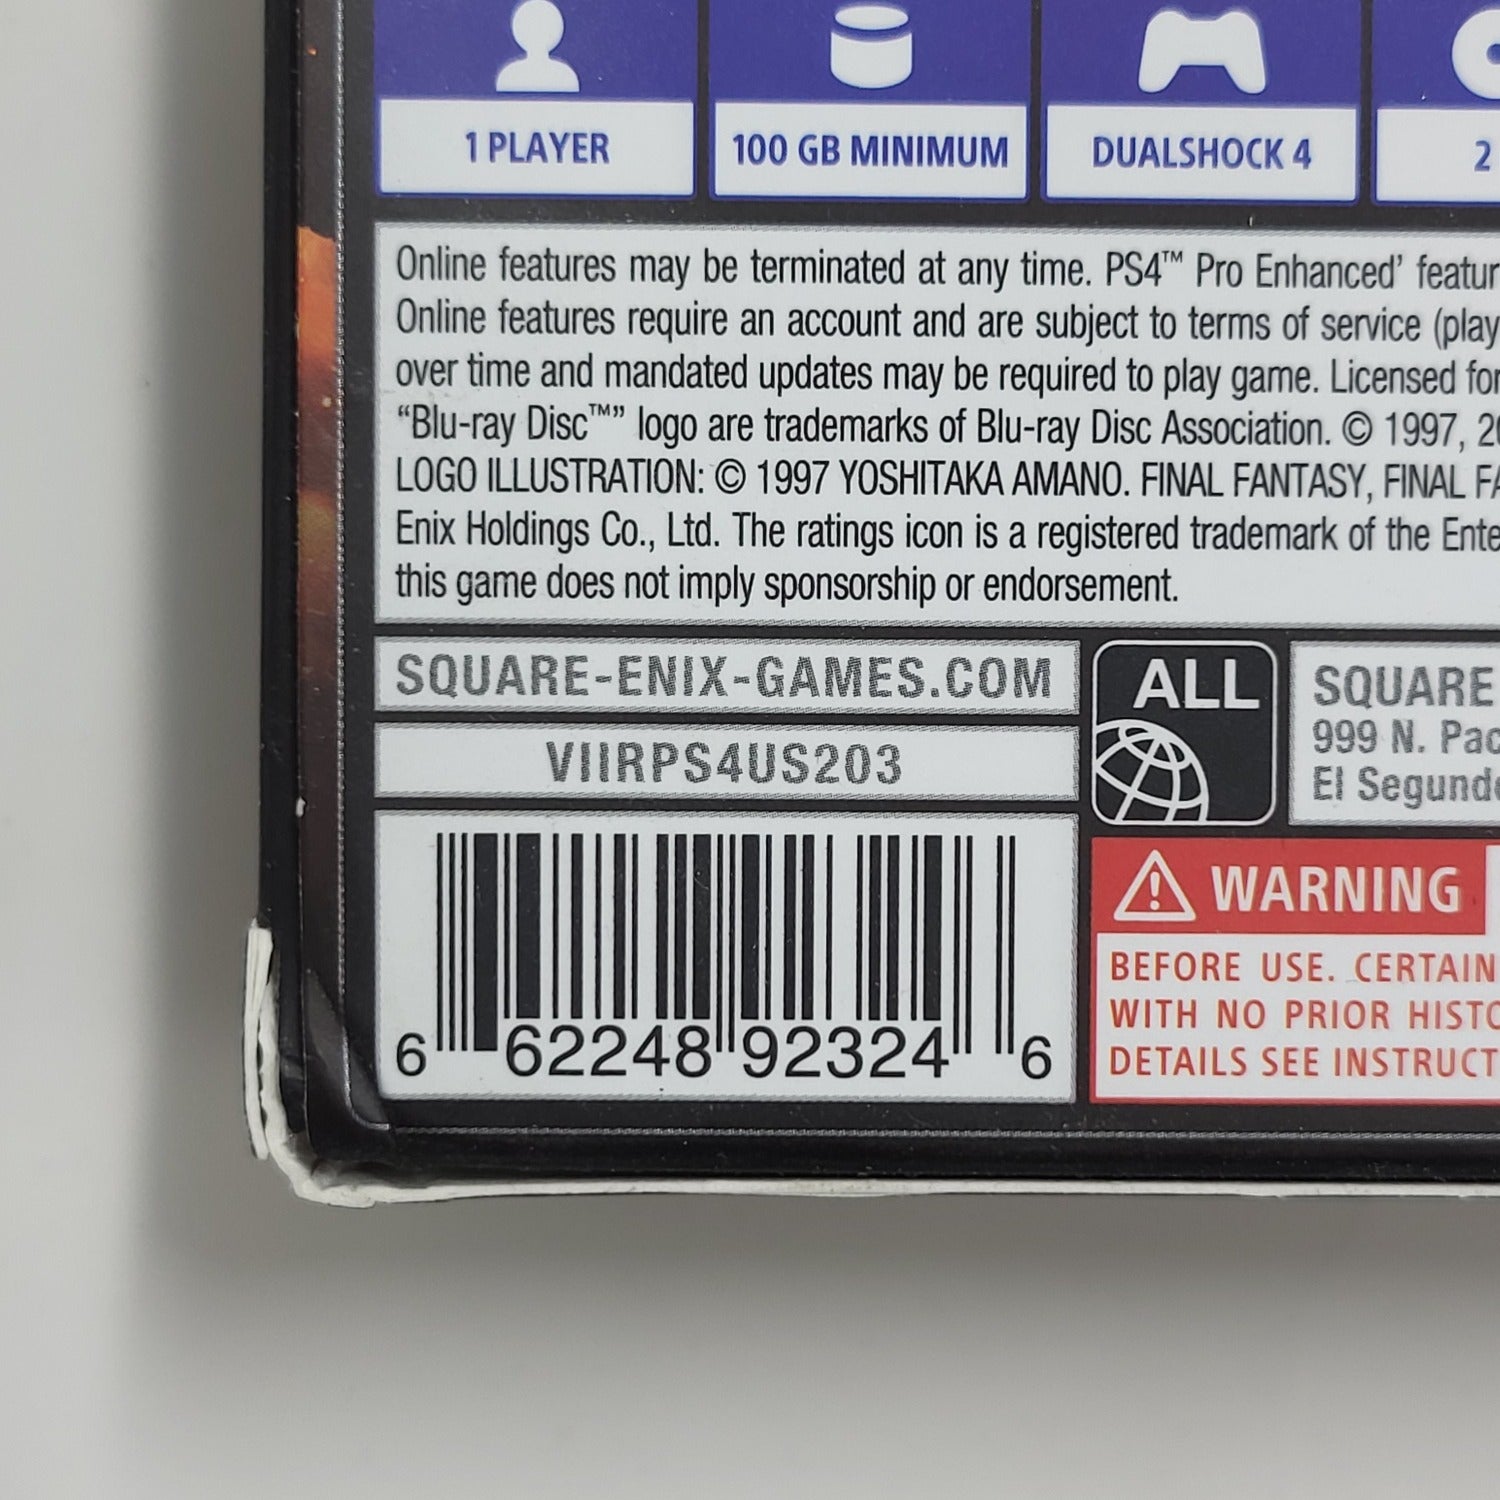 1 PLAYER
100 GB MINIMUM
DUALSHOCK 4
2
Online features may be terminated at any time. PS4™ Pro Enhanced’ featur
Online features require an account and are subject to terms of service (play
over time and mandated updates may be required to play game. Licensed for
“Blu-ray Disc™” logo are trademarks of Blu-ray Disc Association. © 1997, 20
LOGO ILLUSTRATION: © 1997 YOSHITAKA AMANO. FINAL FANTASY, FINAL FA
Enix Holdings Co., Ltd. The ratings icon is a registered trademark of the Ente
this game does not imply sponsorship or endorsement.
SQUARE-ENIX-GAMES.COM
VIIRPS4US203
ALL
SQUARE
999 N. Pac
El Segundo
6 62248 92324 6
WARNING
BEFORE USE. CERTAIN
WITH NO PRIOR HISTO
DETAILS SEE INSTRUCT